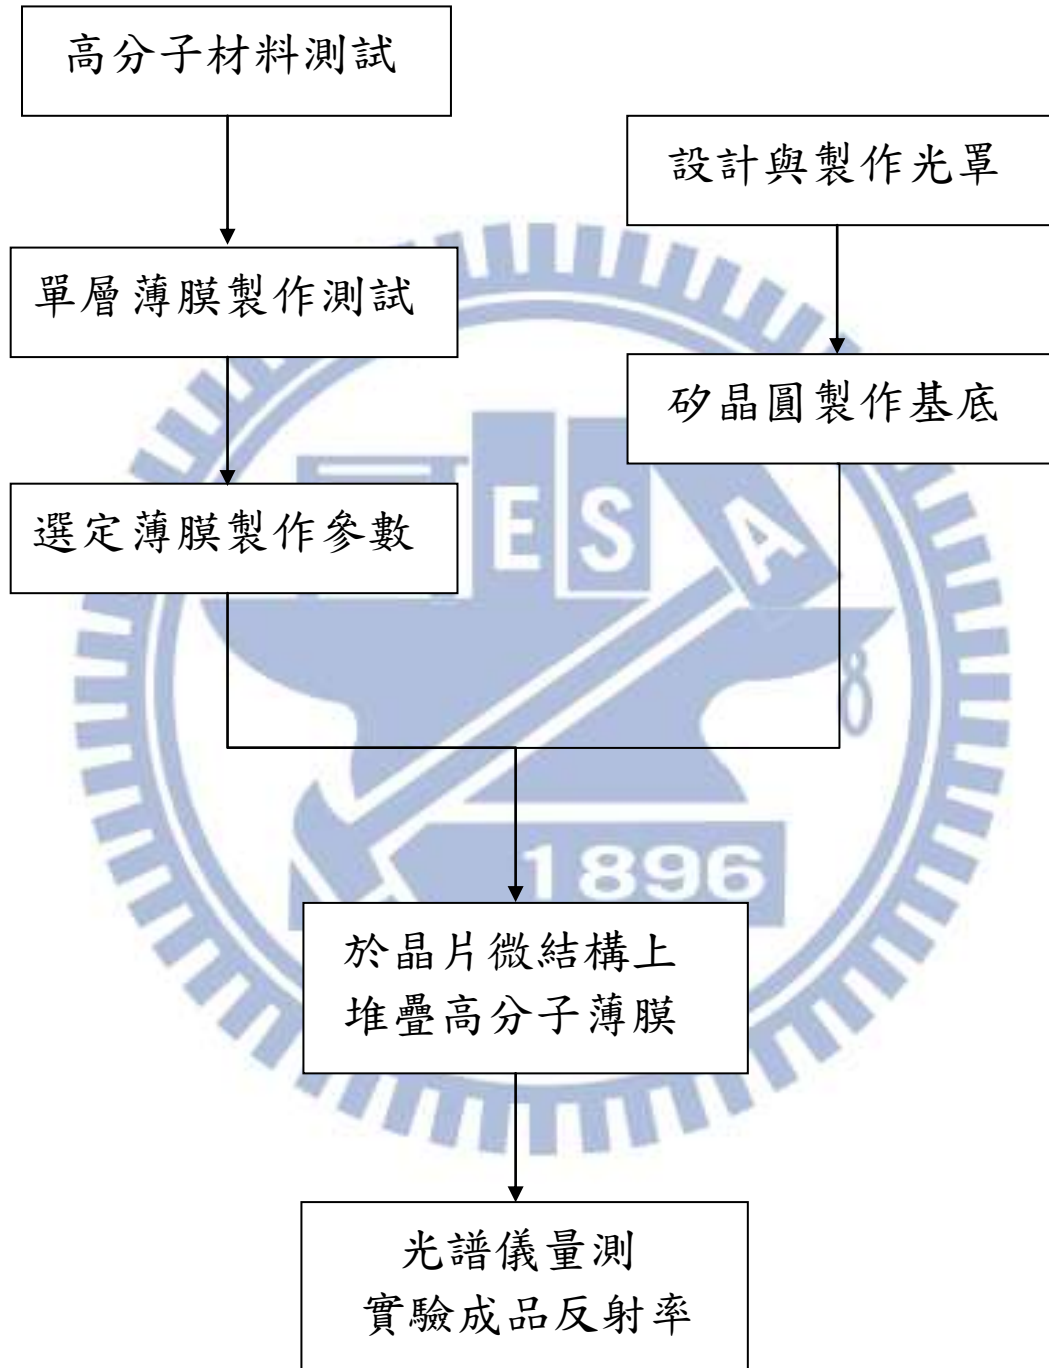 高分子材料測試
設計與製作光罩
單層薄膜製作測試
矽晶圓製作基底
選定薄膜製作參數
ESA
8
1896
於晶片微結構上
堆疊高分子薄膜
光譜儀量測
實驗成品反射率